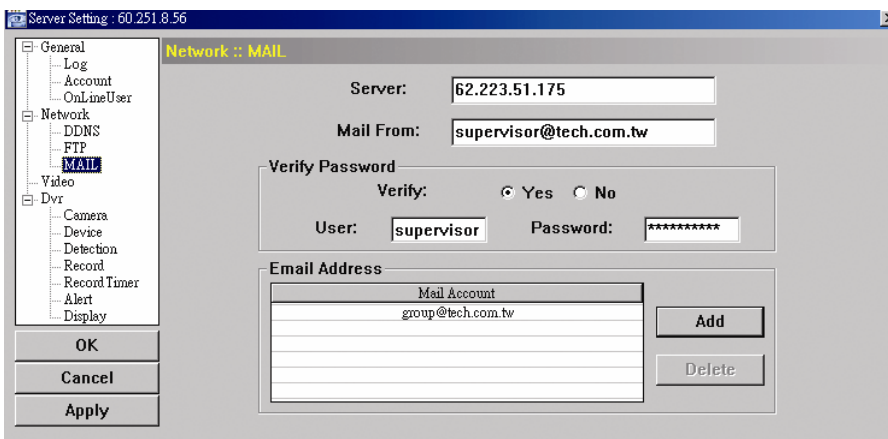 Server Setting : 60.251.8.56
General
Log
Account
OnLineUser
Network
DDNS
FTP
MAIL
Video
Dvr
Camera
Device
Detection
Record
Record Timer
Alert
Display
OK
Cancel
Apply
Network :: MAIL
Server: 62.223.51.175
Mail From: supervisor@tech.com.tw
Verify Password
Verify: Yes No
User: supervisor Password: **********
Email Address
Mail Account
group@tech.com.tw
Add
Delete